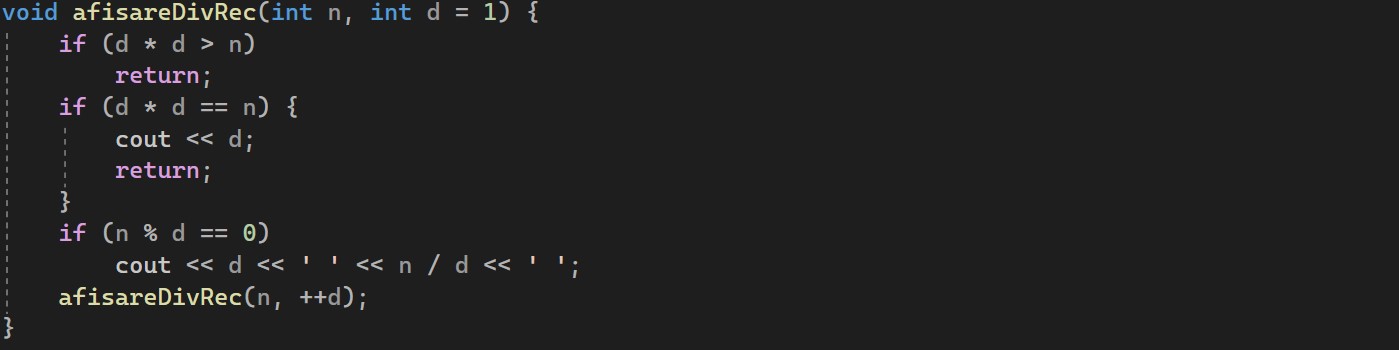 void afisareDivRec(int n, int d = 1) {
    if (d * d > n)
        return;
    if (d * d == n) {
        cout << d;
        return;
    }
    if (n % d == 0)
        cout << d << ' ' << n / d << ' ';
    afisareDivRec(n, ++d);
}